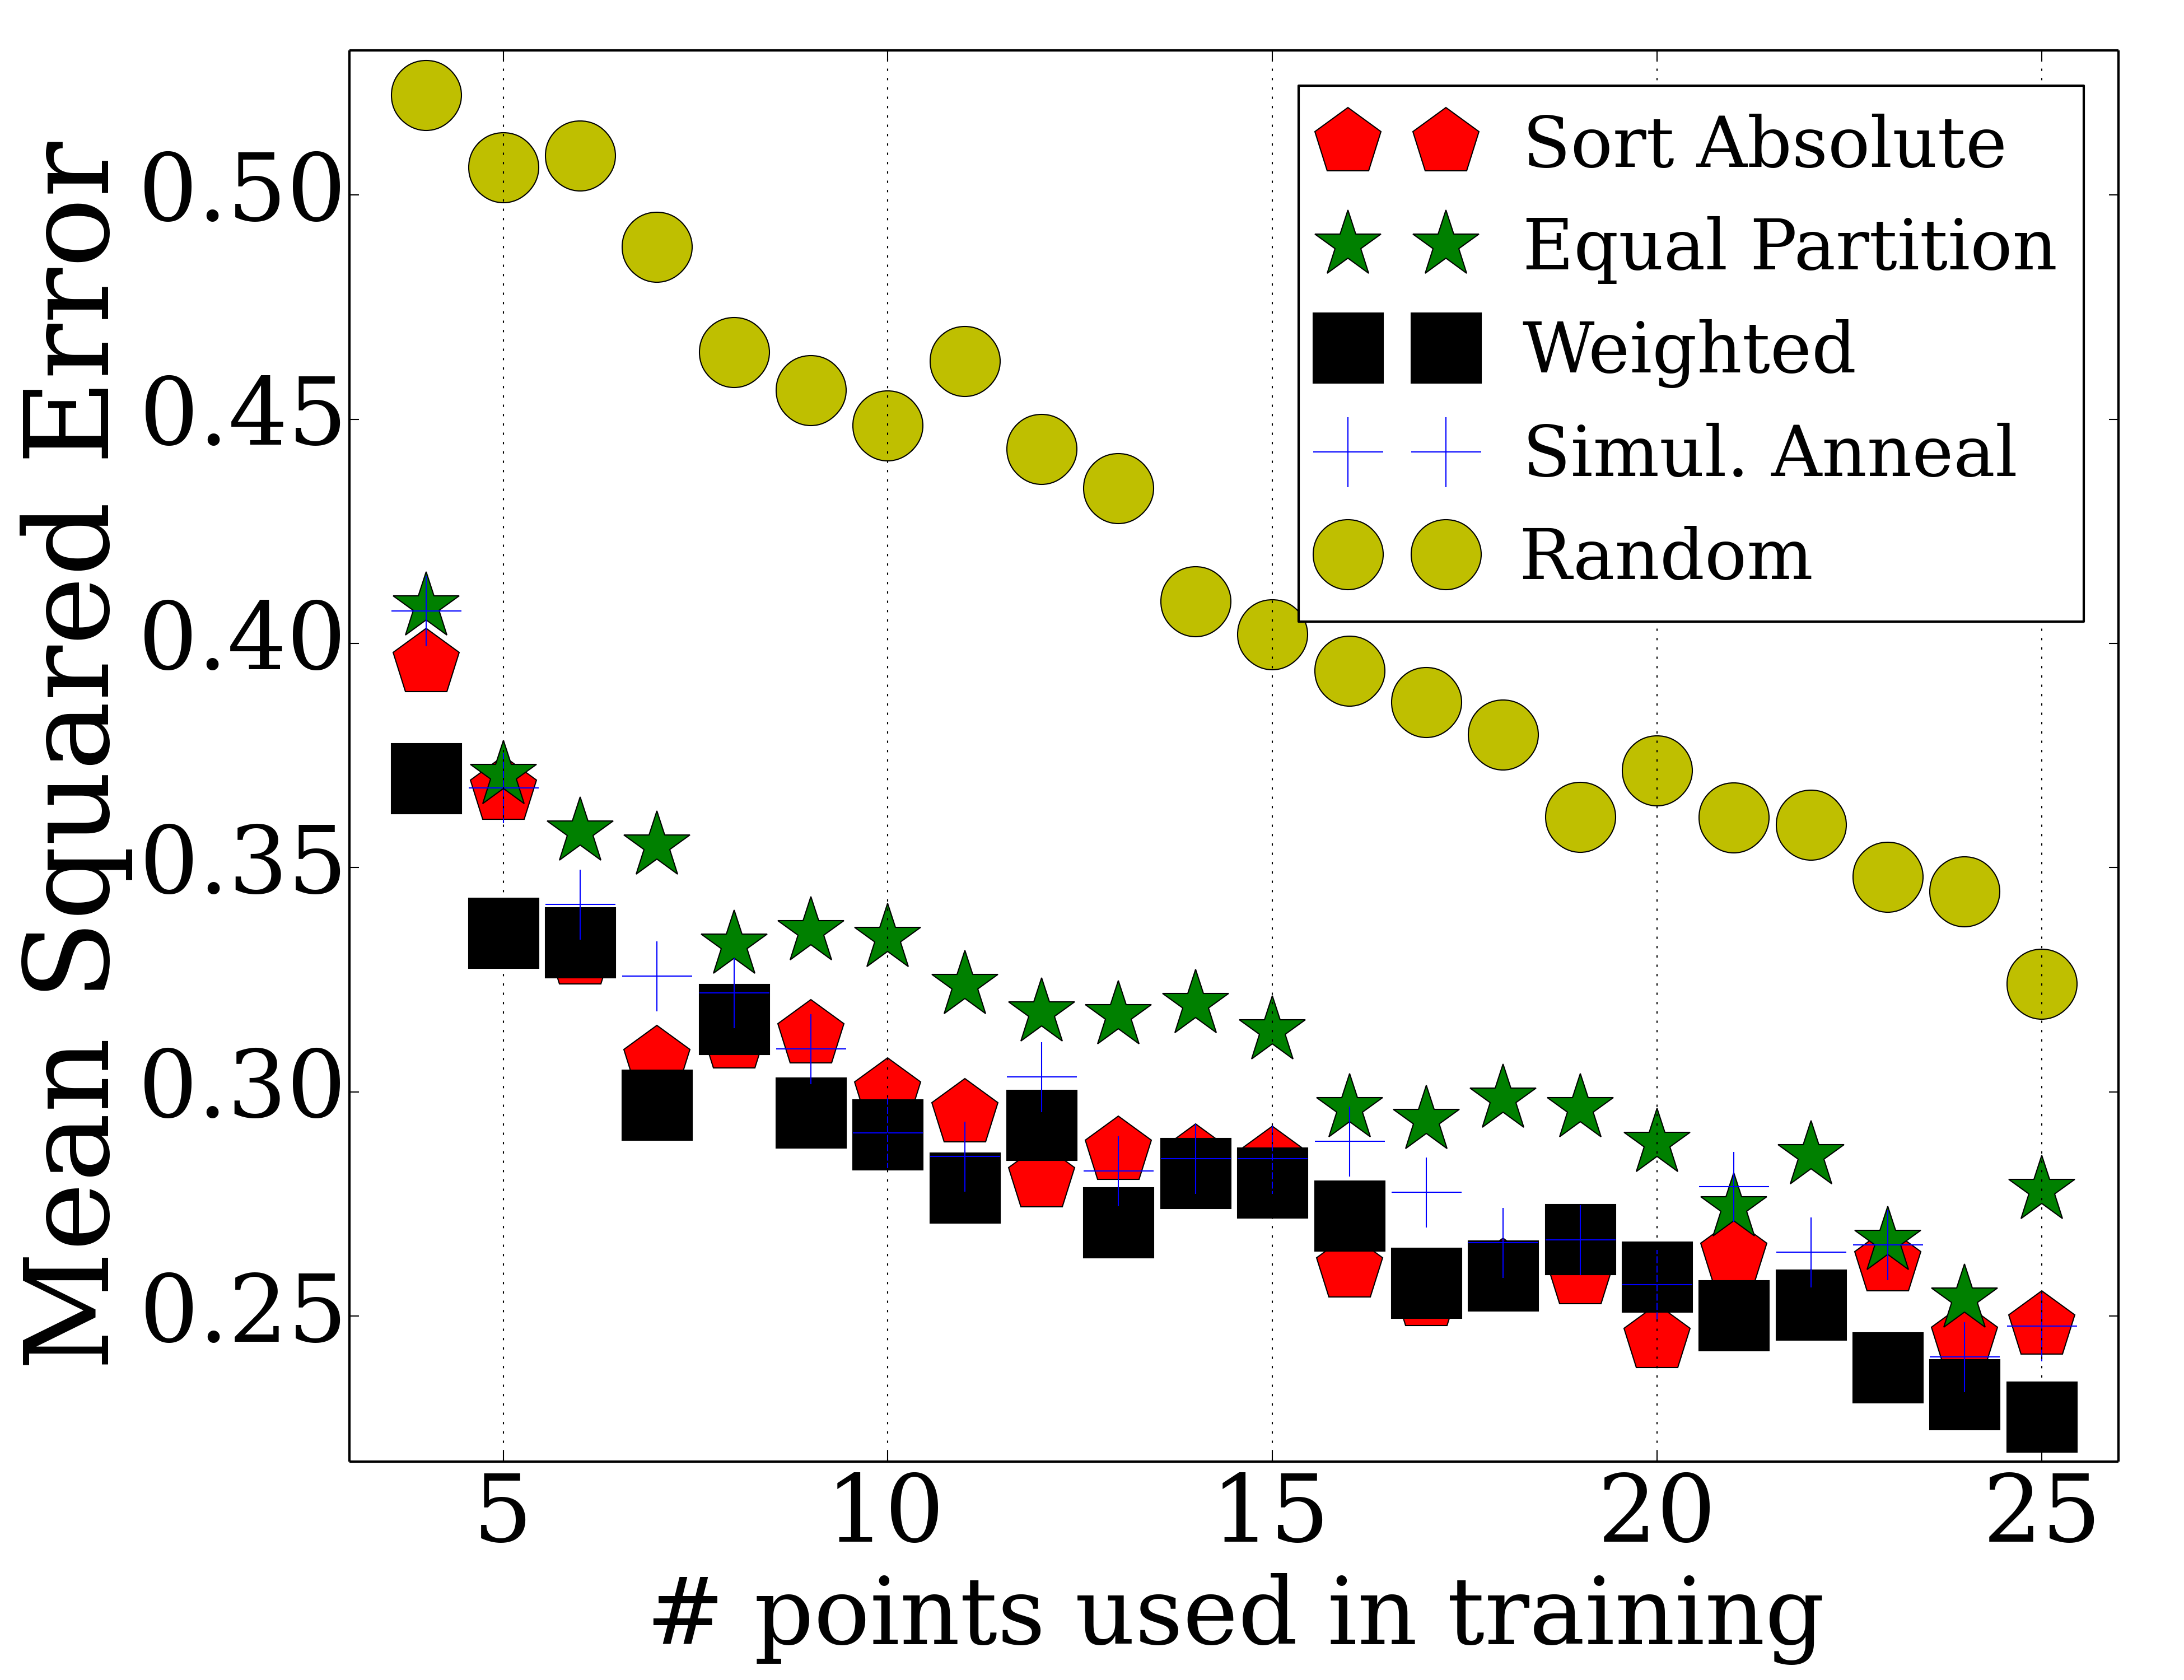 Mean Squared Error
0.50
0.45
0.40
0.35
0.30
0.25
Sort Absolute
Equal Partition
Weighted
Simul. Anneal
Random
5 10 15 20 25
# points used in training